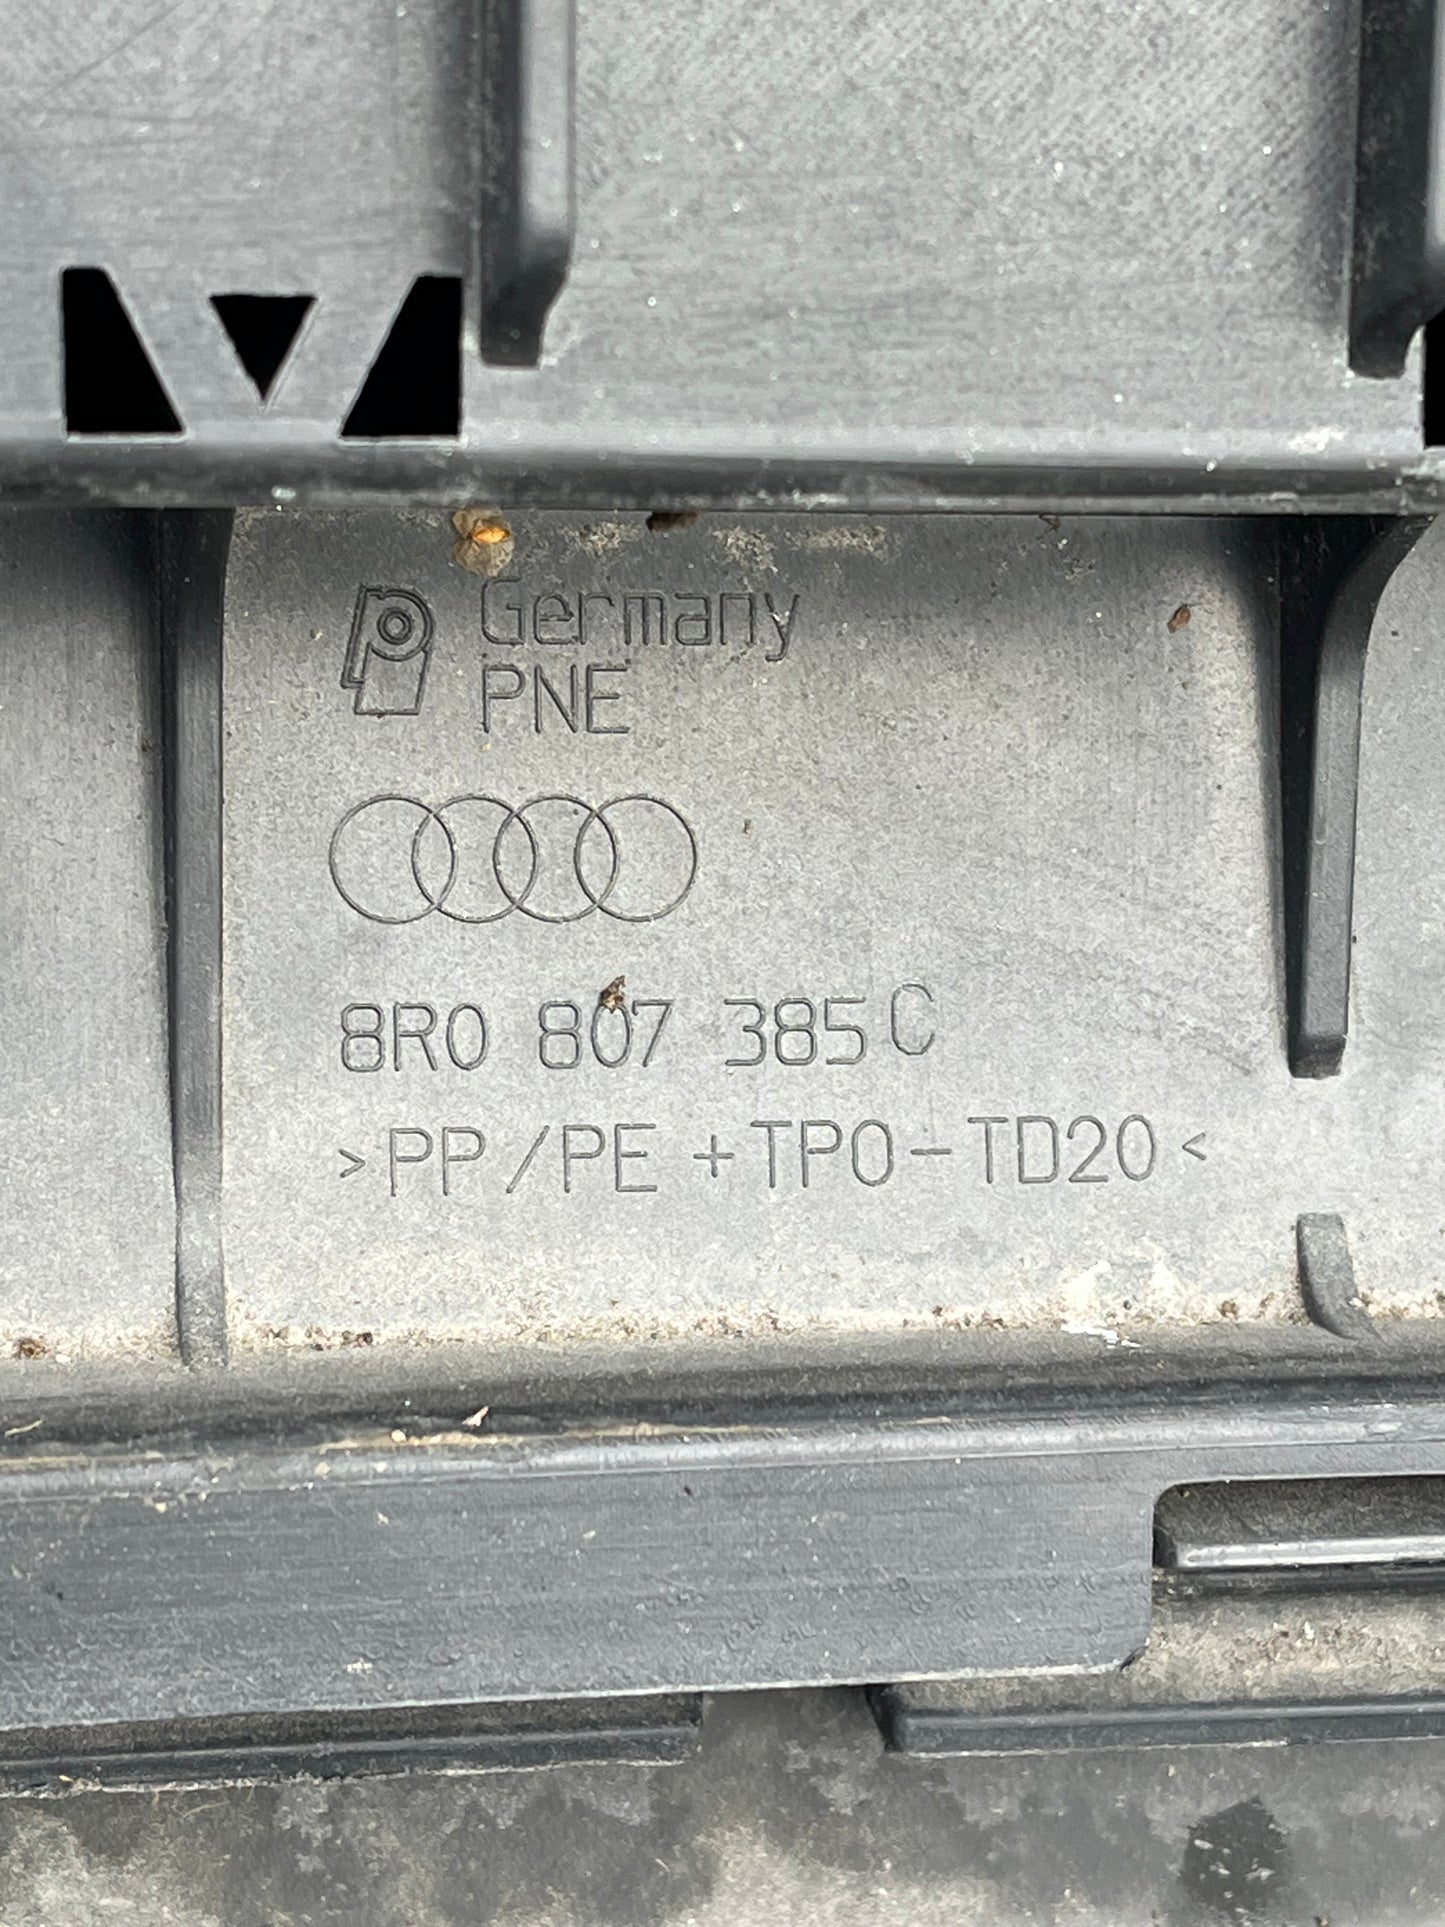 Germany
PNE
8R0 807 385 C
>PP/PE +TPO-TD20<